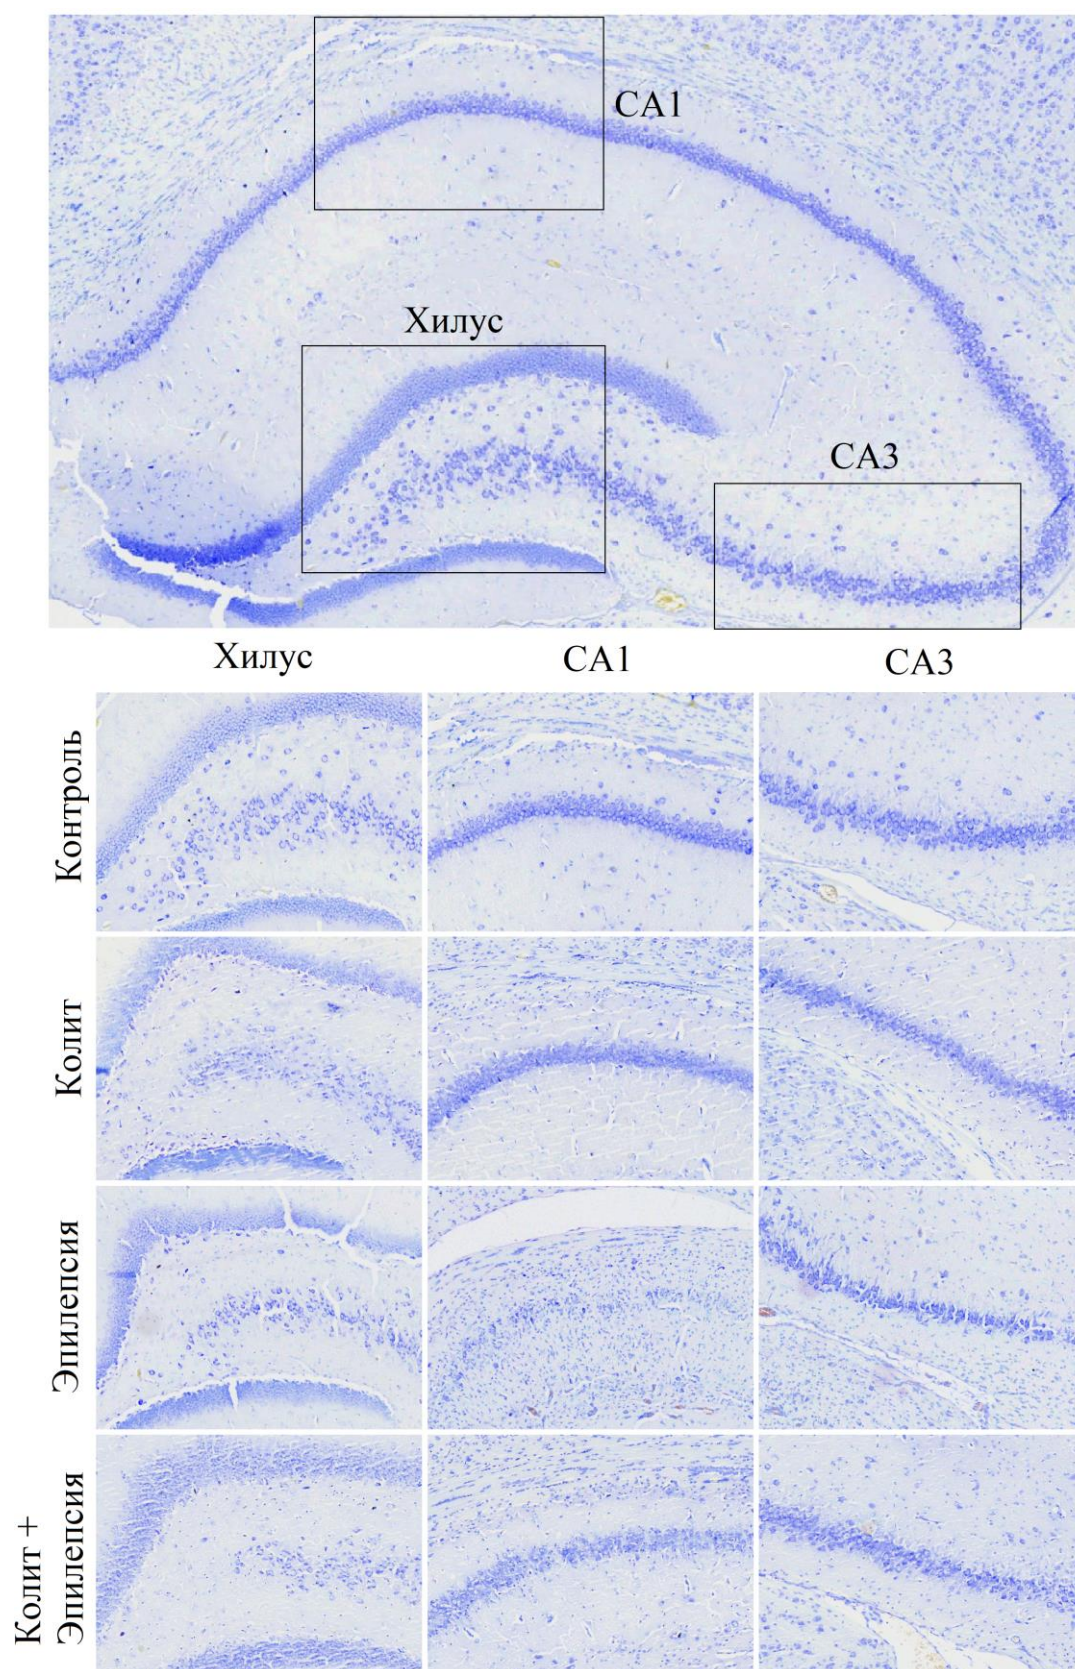 CA1
Хилус
CA3
Хилус
CA1
CA3
Контроль
Колит
Эпилепсия
Колит +
Эпилепсия